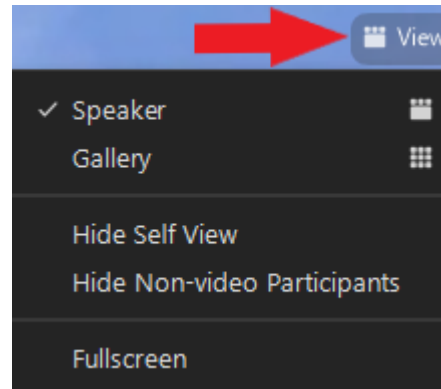 View
Speaker
Gallery
Hide Self View
Hide Non-video Participants
Fullscreen